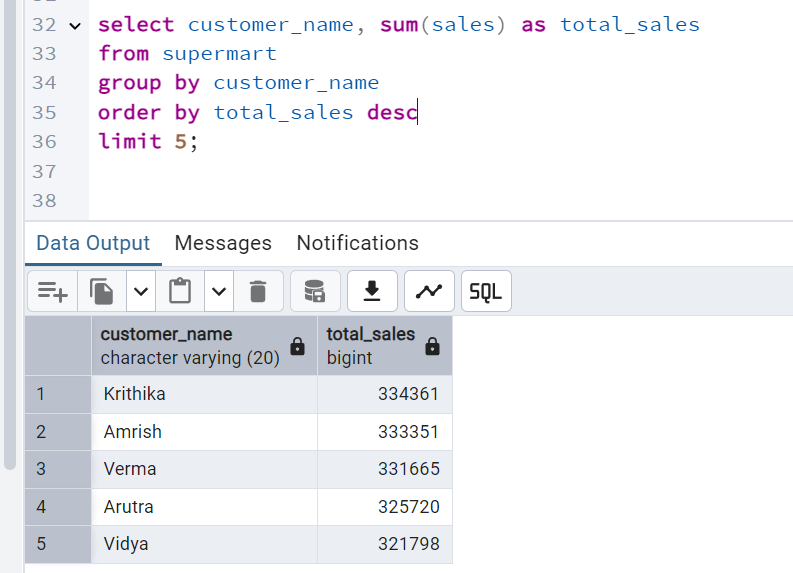 32 select customer_name, sum(sales) as total_sales
33 from supermart
34 group by customer_name
35 order by total_sales desc
36 limit 5;
37
38
Data Output Messages Notifications
SQL
customer_name total_sales
character varying (20) bigint
1 Krithika 334361
2 Amrish 333351
3 Verma 331665
4 Arutra 325720
5 Vidya 321798